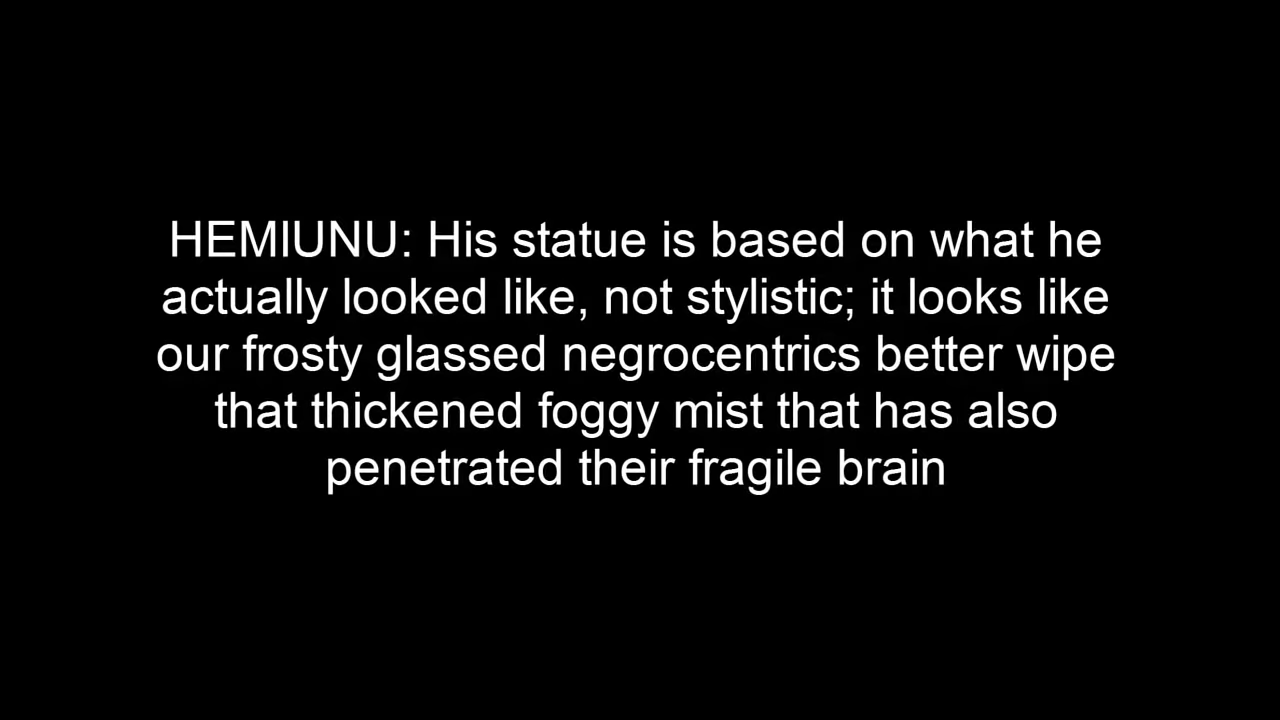 HEMIUNU: His statue is based on what he
actually looked like, not stylistic; it looks like
our frosty glassed negrocentrics better wipe
that thickened foggy mist that has also
penetrated their fragile brain